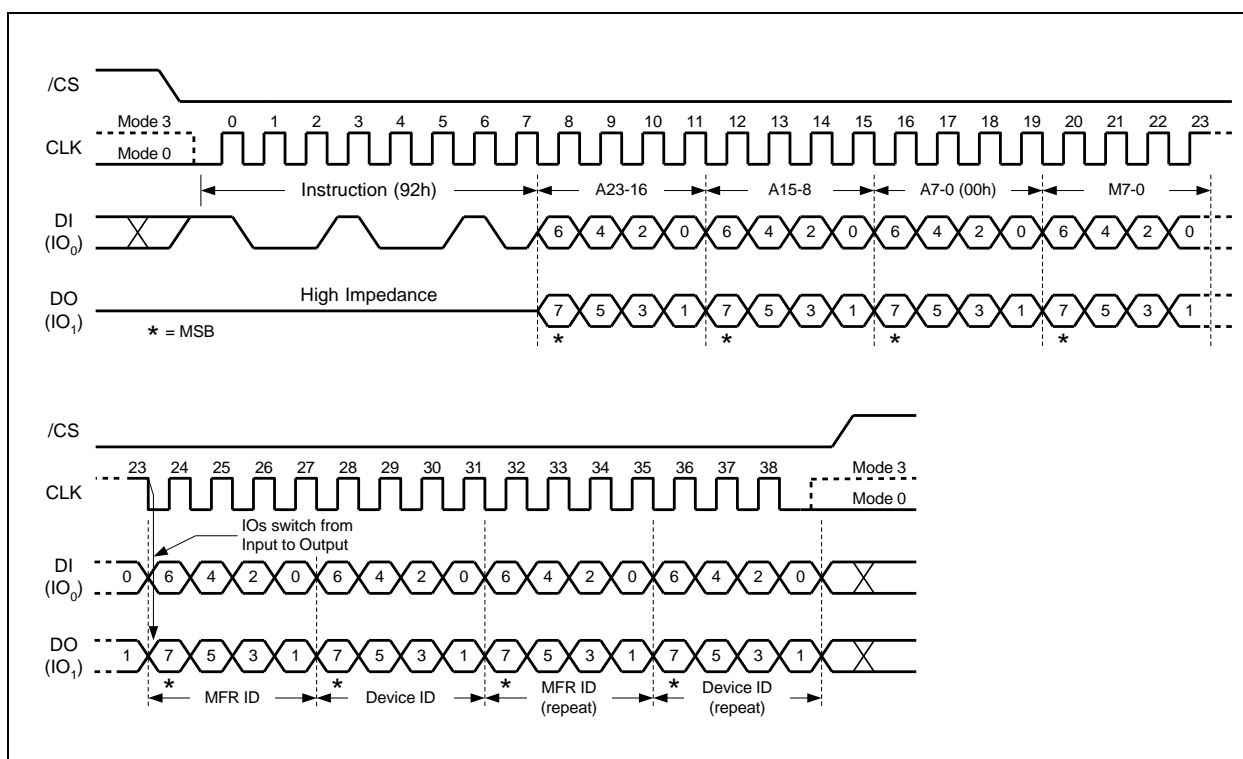 /CS
Mode 3 0 1 2 3 4 5 6 7 8 9 10 11 12 13 14 15 16 17 18 19 20 21 22 23
CLK
Mode 0
Instruction (92h) A23-16 A15-8 A7-0 (00h) M7-0
DI
(IO0)
6 4 2 0 6 4 2 0 6 4 2 0 6 4 2 0
High Impedance
DO
(IO1)
7 5 3 1 7 5 3 1 7 5 3 1 7 5 3 1
* = MSB
* * * *
/CS
23 24 25 26 27 28 29 30 31 32 33 34 35 36 37 38 Mode 3
CLK
Mode 0
IOs switch from
Input to Output
DI
(IO0)
0 6 4 2 0 6 4 2 0 6 4 2 0 6 4 2 0
DO
(IO1)
1 7 5 3 1 7 5 3 1 7 5 3 1 7 5 3 1
* * * *
MFR ID Device ID MFR ID
(repeat)
Device ID
(repeat)